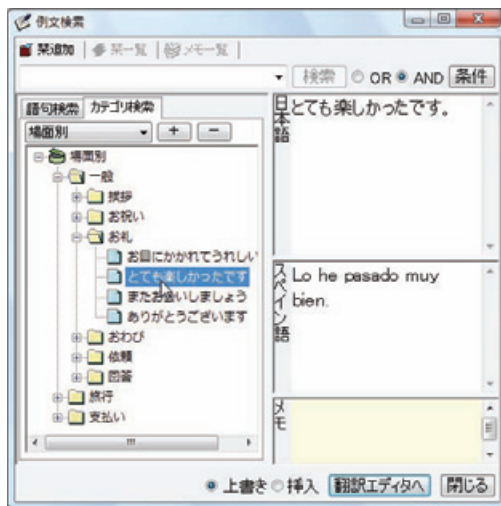 例文検索
栞追加 栞一覧 メモ一覧
検索 OR AND 条件
語句検索 カテゴリ検索
場面別 + -
場面別
一般
挨拶
お祝い
お礼
お目にかかれてうれしい
とても楽しかったです
またお会いしましょう
ありがとうございます
おわび
依頼
回答
旅行
支払い
日本語
とても楽しかったです。
スペイン語
Lo he pasado muy
bien.
メモ
上書き 挿入 翻訳エディタへ 閉じる